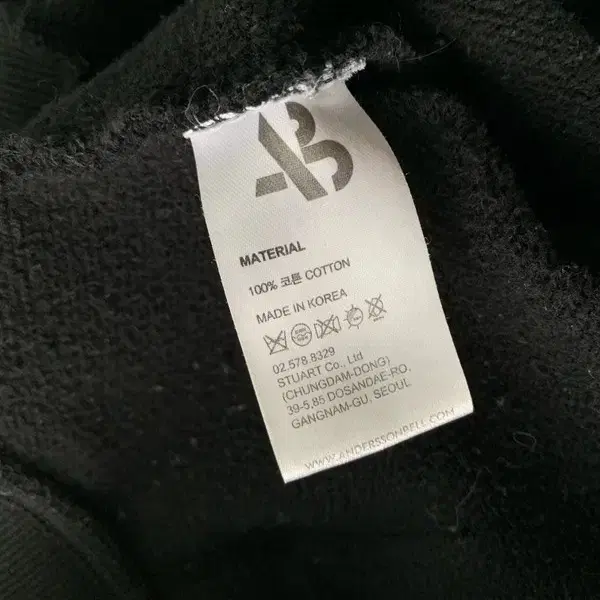 AB
MATERIAL
100% 코튼 COTTON
MADE IN KOREA
02.578.8329
STUART Co., Ltd
(CHUNGDAM-DONG)
39-5,85 DOSANDAE-RO,
GANGNAM-GU, SEOUL
WWW.ANDERSSONBELL.COM